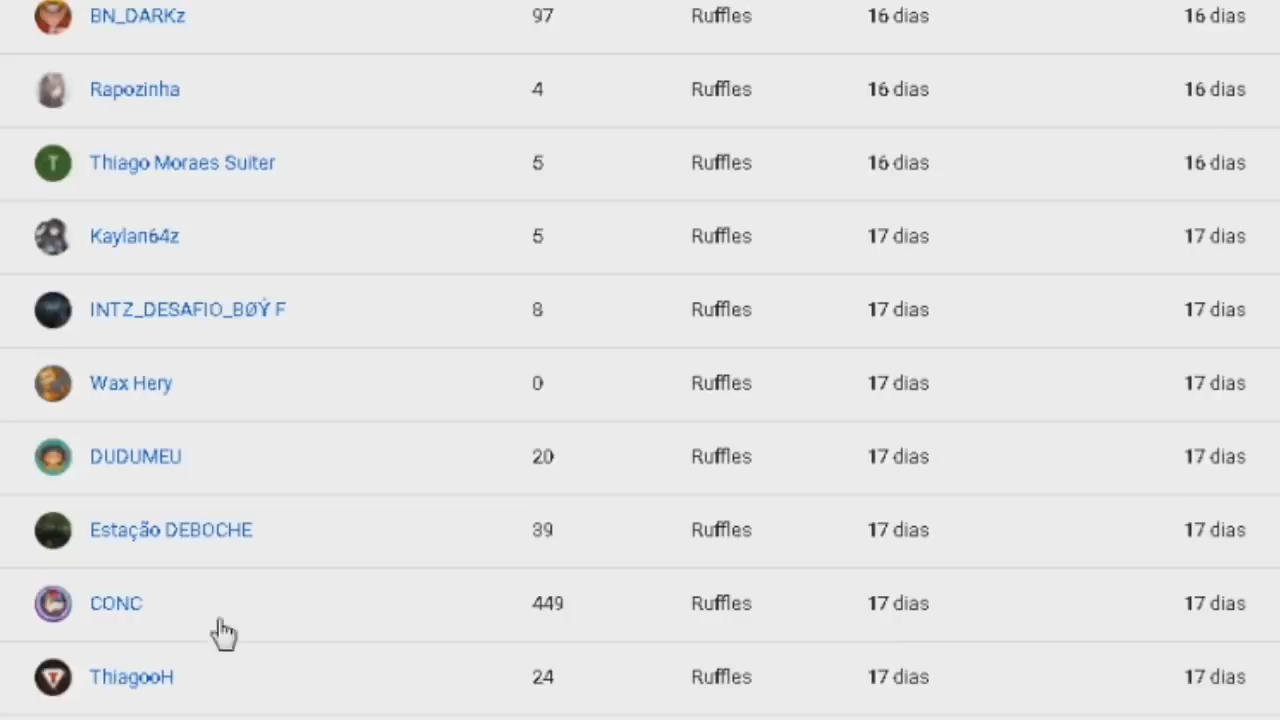 BN_DARKz 97 Ruffles 16 dias 16 dias
Rapozinha 4 Ruffles 16 dias 16 dias
T Thiago Moraes Suiter 5 Ruffles 16 dias 16 dias
Kaylan64z 5 Ruffles 17 dias 17 dias
INTZ_DESAFIO_BØÝ F 8 Ruffles 17 dias 17 dias
Wax Hery 0 Ruffles 17 dias 17 dias
DUDUMEU 20 Ruffles 17 dias 17 dias
Estação DEBOCHE 39 Ruffles 17 dias 17 dias
CONC 449 Ruffles 17 dias 17 dias
T ThiagooH 24 Ruffles 17 dias 17 dias